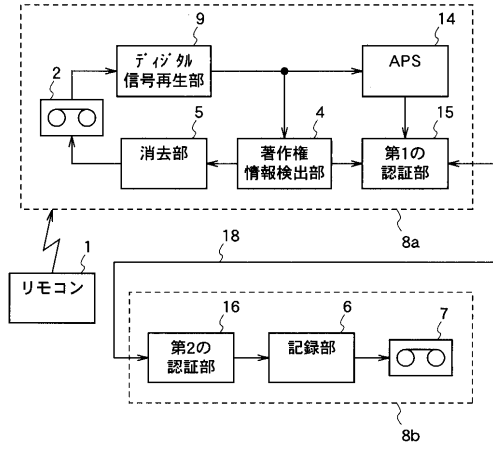 9
14
2
ディジタル
信号再生部
APS
5
4
15
消去部
著作権
情報検出部
第1の
認証部
8a
18
1
リモコン
16
6
7
第2の
認証部
記録部
8b